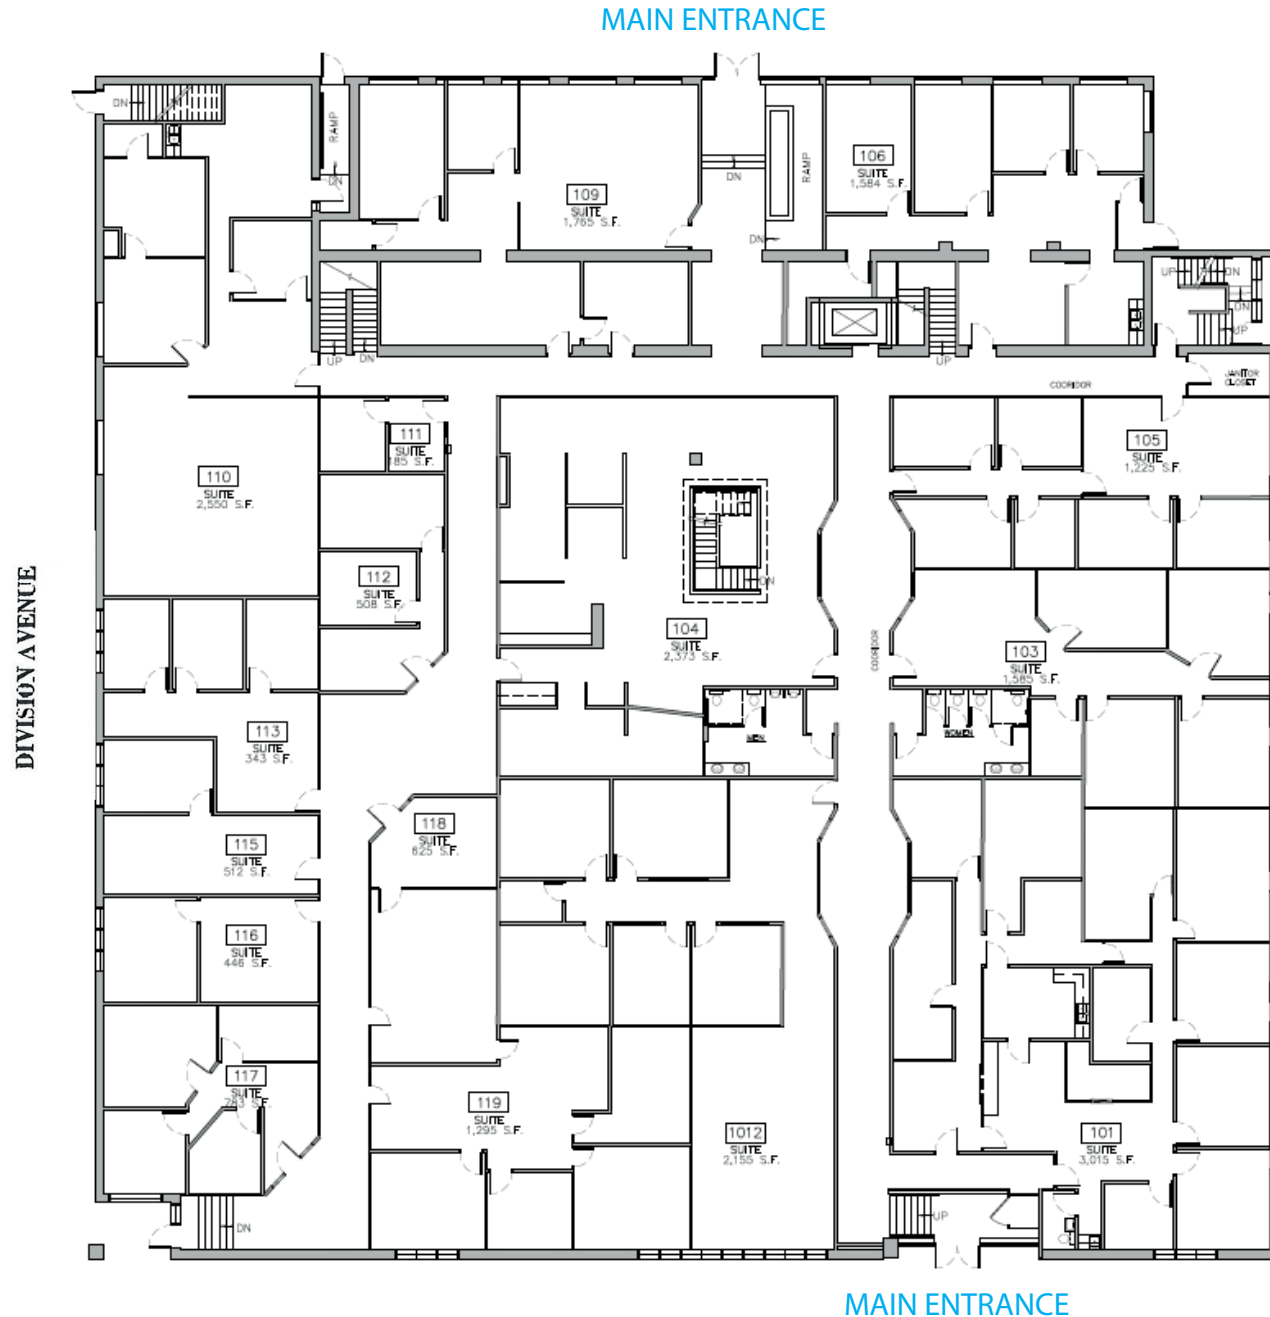 MAIN ENTRANCE
DN
RAMP
DN
109
SUITE
1,765 S.F.
DN
RAMP
DN
106
SUITE
1,584 S.F.
UP
DN
DN
UP
UP
DN
UP
JANITOR
CLOSET
COORIDOR
110
SUITE
2,550 S.F.
111
SUITE
185 S.F.
105
SUITE
1,225 S.F.
112
SUITE
508 S.F.
DN
104
SUITE
2,373 S.F.
COORIDOR
103
SUITE
1,585 S.F.
DIVISION AVENUE
113
SUITE
343 S.F.
MEN
WOMEN
118
SUITE
625 S.F.
115
SUITE
512 S.F.
116
SUITE
446 S.F.
117
SUITE
783 S.F.
119
SUITE
1,295 S.F.
1012
SUITE
2,155 S.F.
101
SUITE
3,015 S.F.
DN
UP
MAIN ENTRANCE